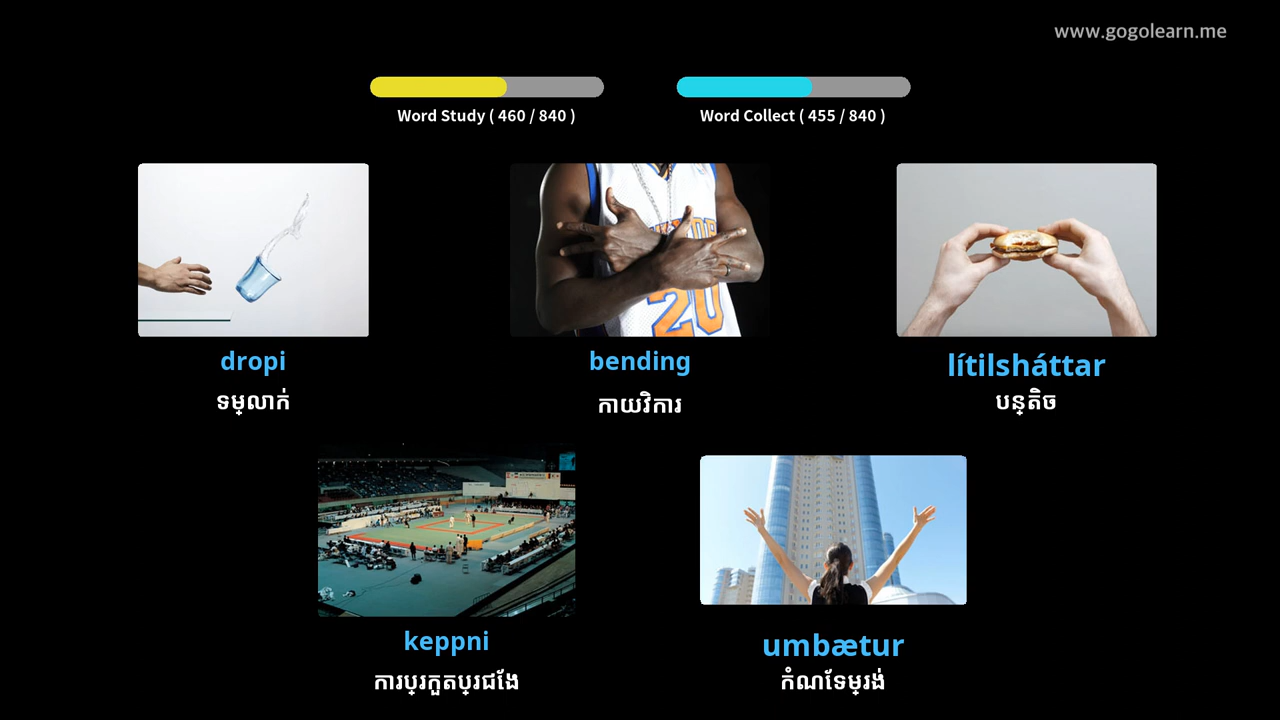 www.gogolearn.me
Word Study ( 460 / 840 )
Word Collect ( 455 / 840 )
dropi
ទម្លាក់
bending
កាយវិការ
lítilsháttar
បន្តិច
keppni
ការប្រកួតប្រជែង
umbætur
កំណទែម្រង់
20